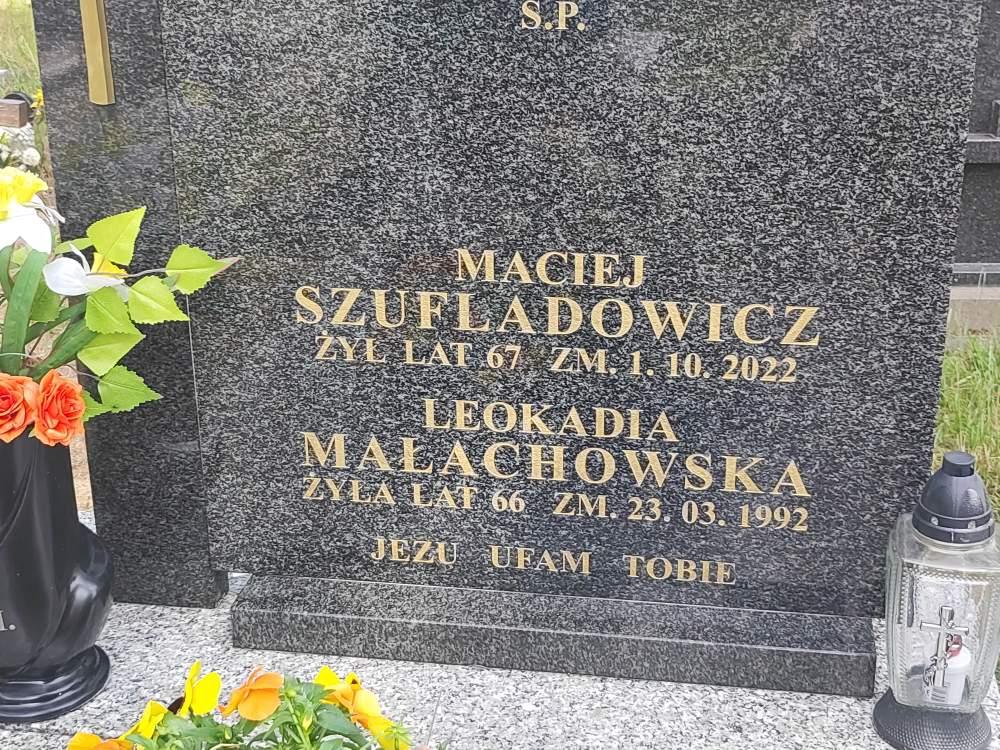 Ś.P.
MACIEJ
SZUFLADOWICZ
ŻYŁ LAT 67 ZM. 1. 10. 2022
LEOKADIA
MAŁACHOWSKA
ŻYŁA LAT 66 ZM. 23. 03. 1992
JEZU UFAM TOBIE